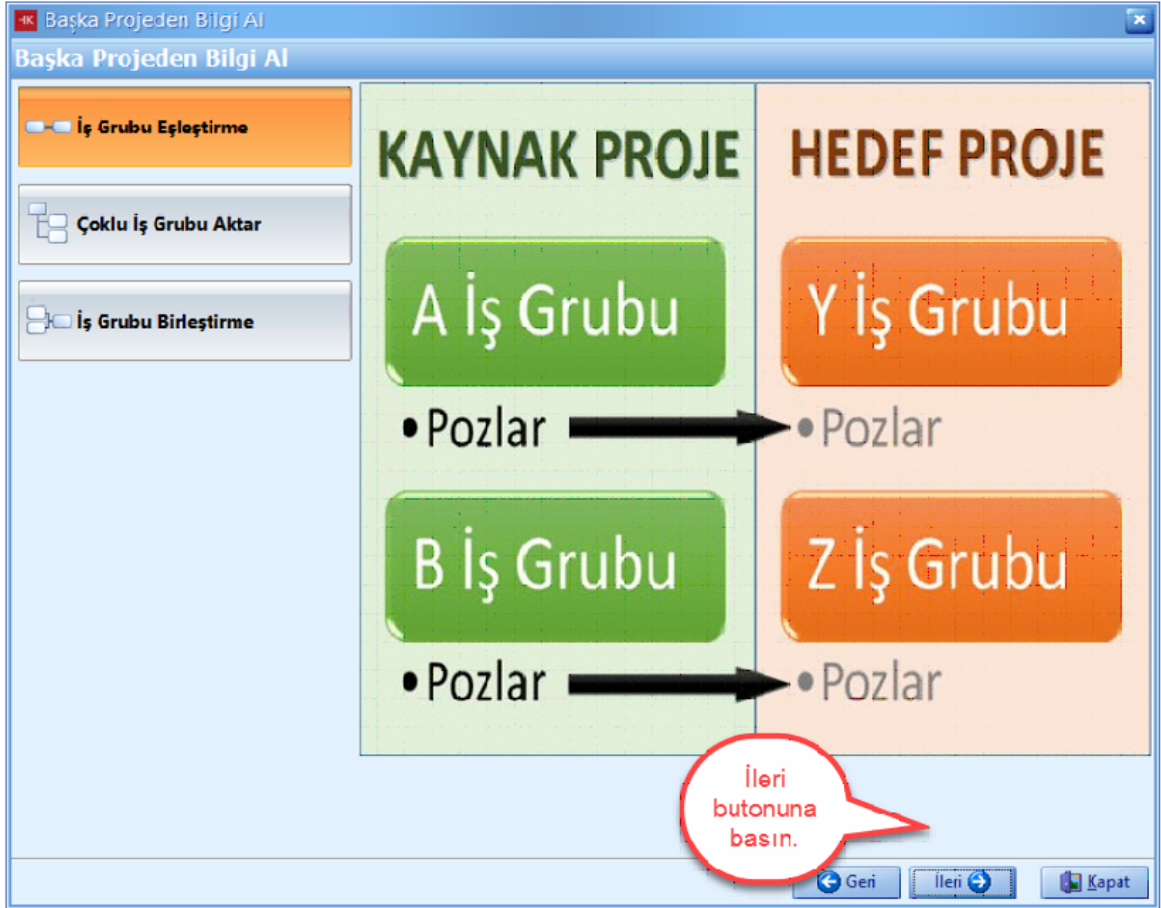 HK Başka Projeden Bilgi Al
Başka Projeden Bilgi Al
İş Grubu Eşleştirme
Çoklu İş Grubu Aktar
İş Grubu Birleştirme
KAYNAK PROJE
A İş Grubu
•Pozlar
B İş Grubu
•Pozlar
HEDEF PROJE
Y İş Grubu
•Pozlar
Z İş Grubu
•Pozlar
İleri
butonuna
basın.
Geri
İleri
Kapat